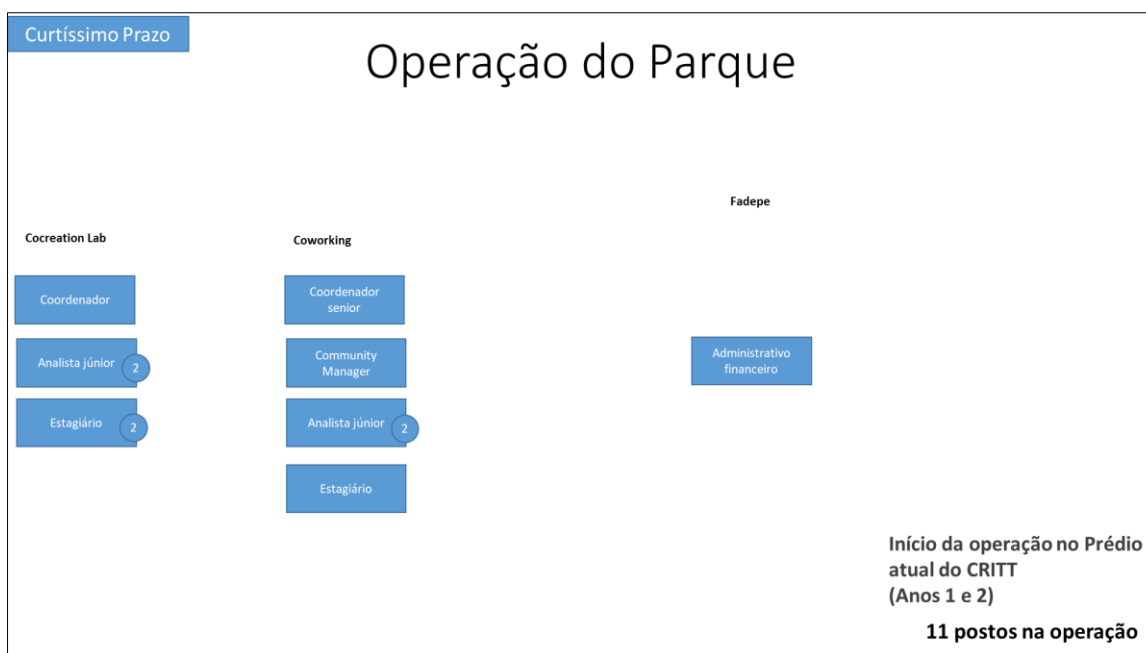 Curtíssimo Prazo
Operação do Parque
Fadepe
Cocreation Lab
Coworking
Coordenador
Analista júnior
2
Estagiário
2
Coordenador
senior
Community
Manager
Analista júnior
2
Estagiário
Administrativo
financeiro
Início da operação no Prédio
atual do CRITT
(Anos 1 e 2)
11 postos na operação